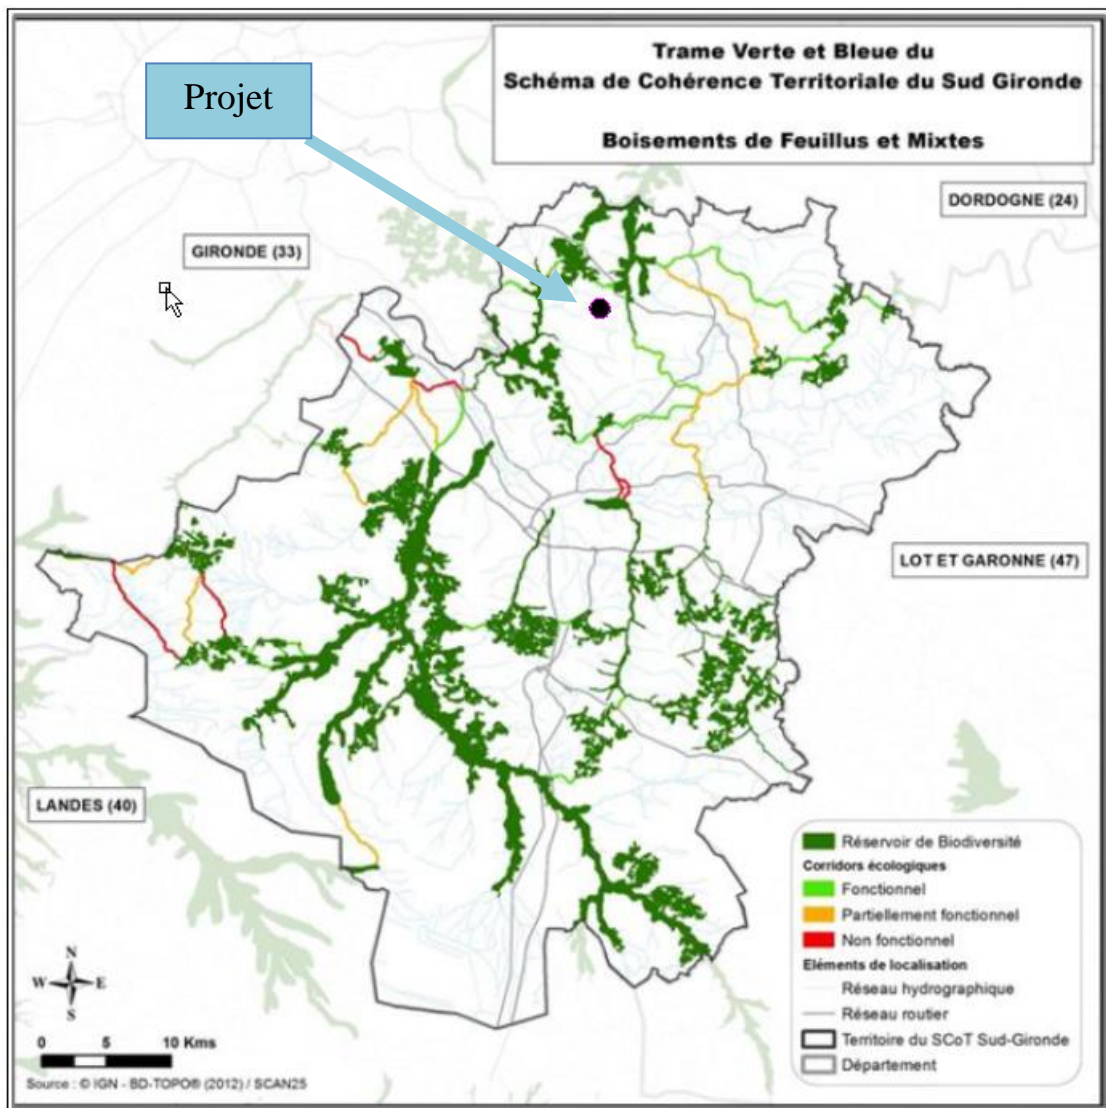 Trame Verte et Bleue du
Schéma de Cohérence Territoriale du Sud Gironde
Boisements de Feuillus et Mixtes
Projet
DORDOGNE (24)
GIRONDE (33)
LOT ET GARONNE (47)
LANDES (40)
Réservoir de Biodiversité
Corridors écologiques
Fonctionnel
Partiellement fonctionnel
Non fonctionnel
Eléments de localisation
Réseau hydrographique
Réseau routier
Territoire du SCoT Sud-Gironde
Département
N
W E
S
0 5 10 Kms
Source : © IGN - BD-TOPO® (2012) / SCAN25